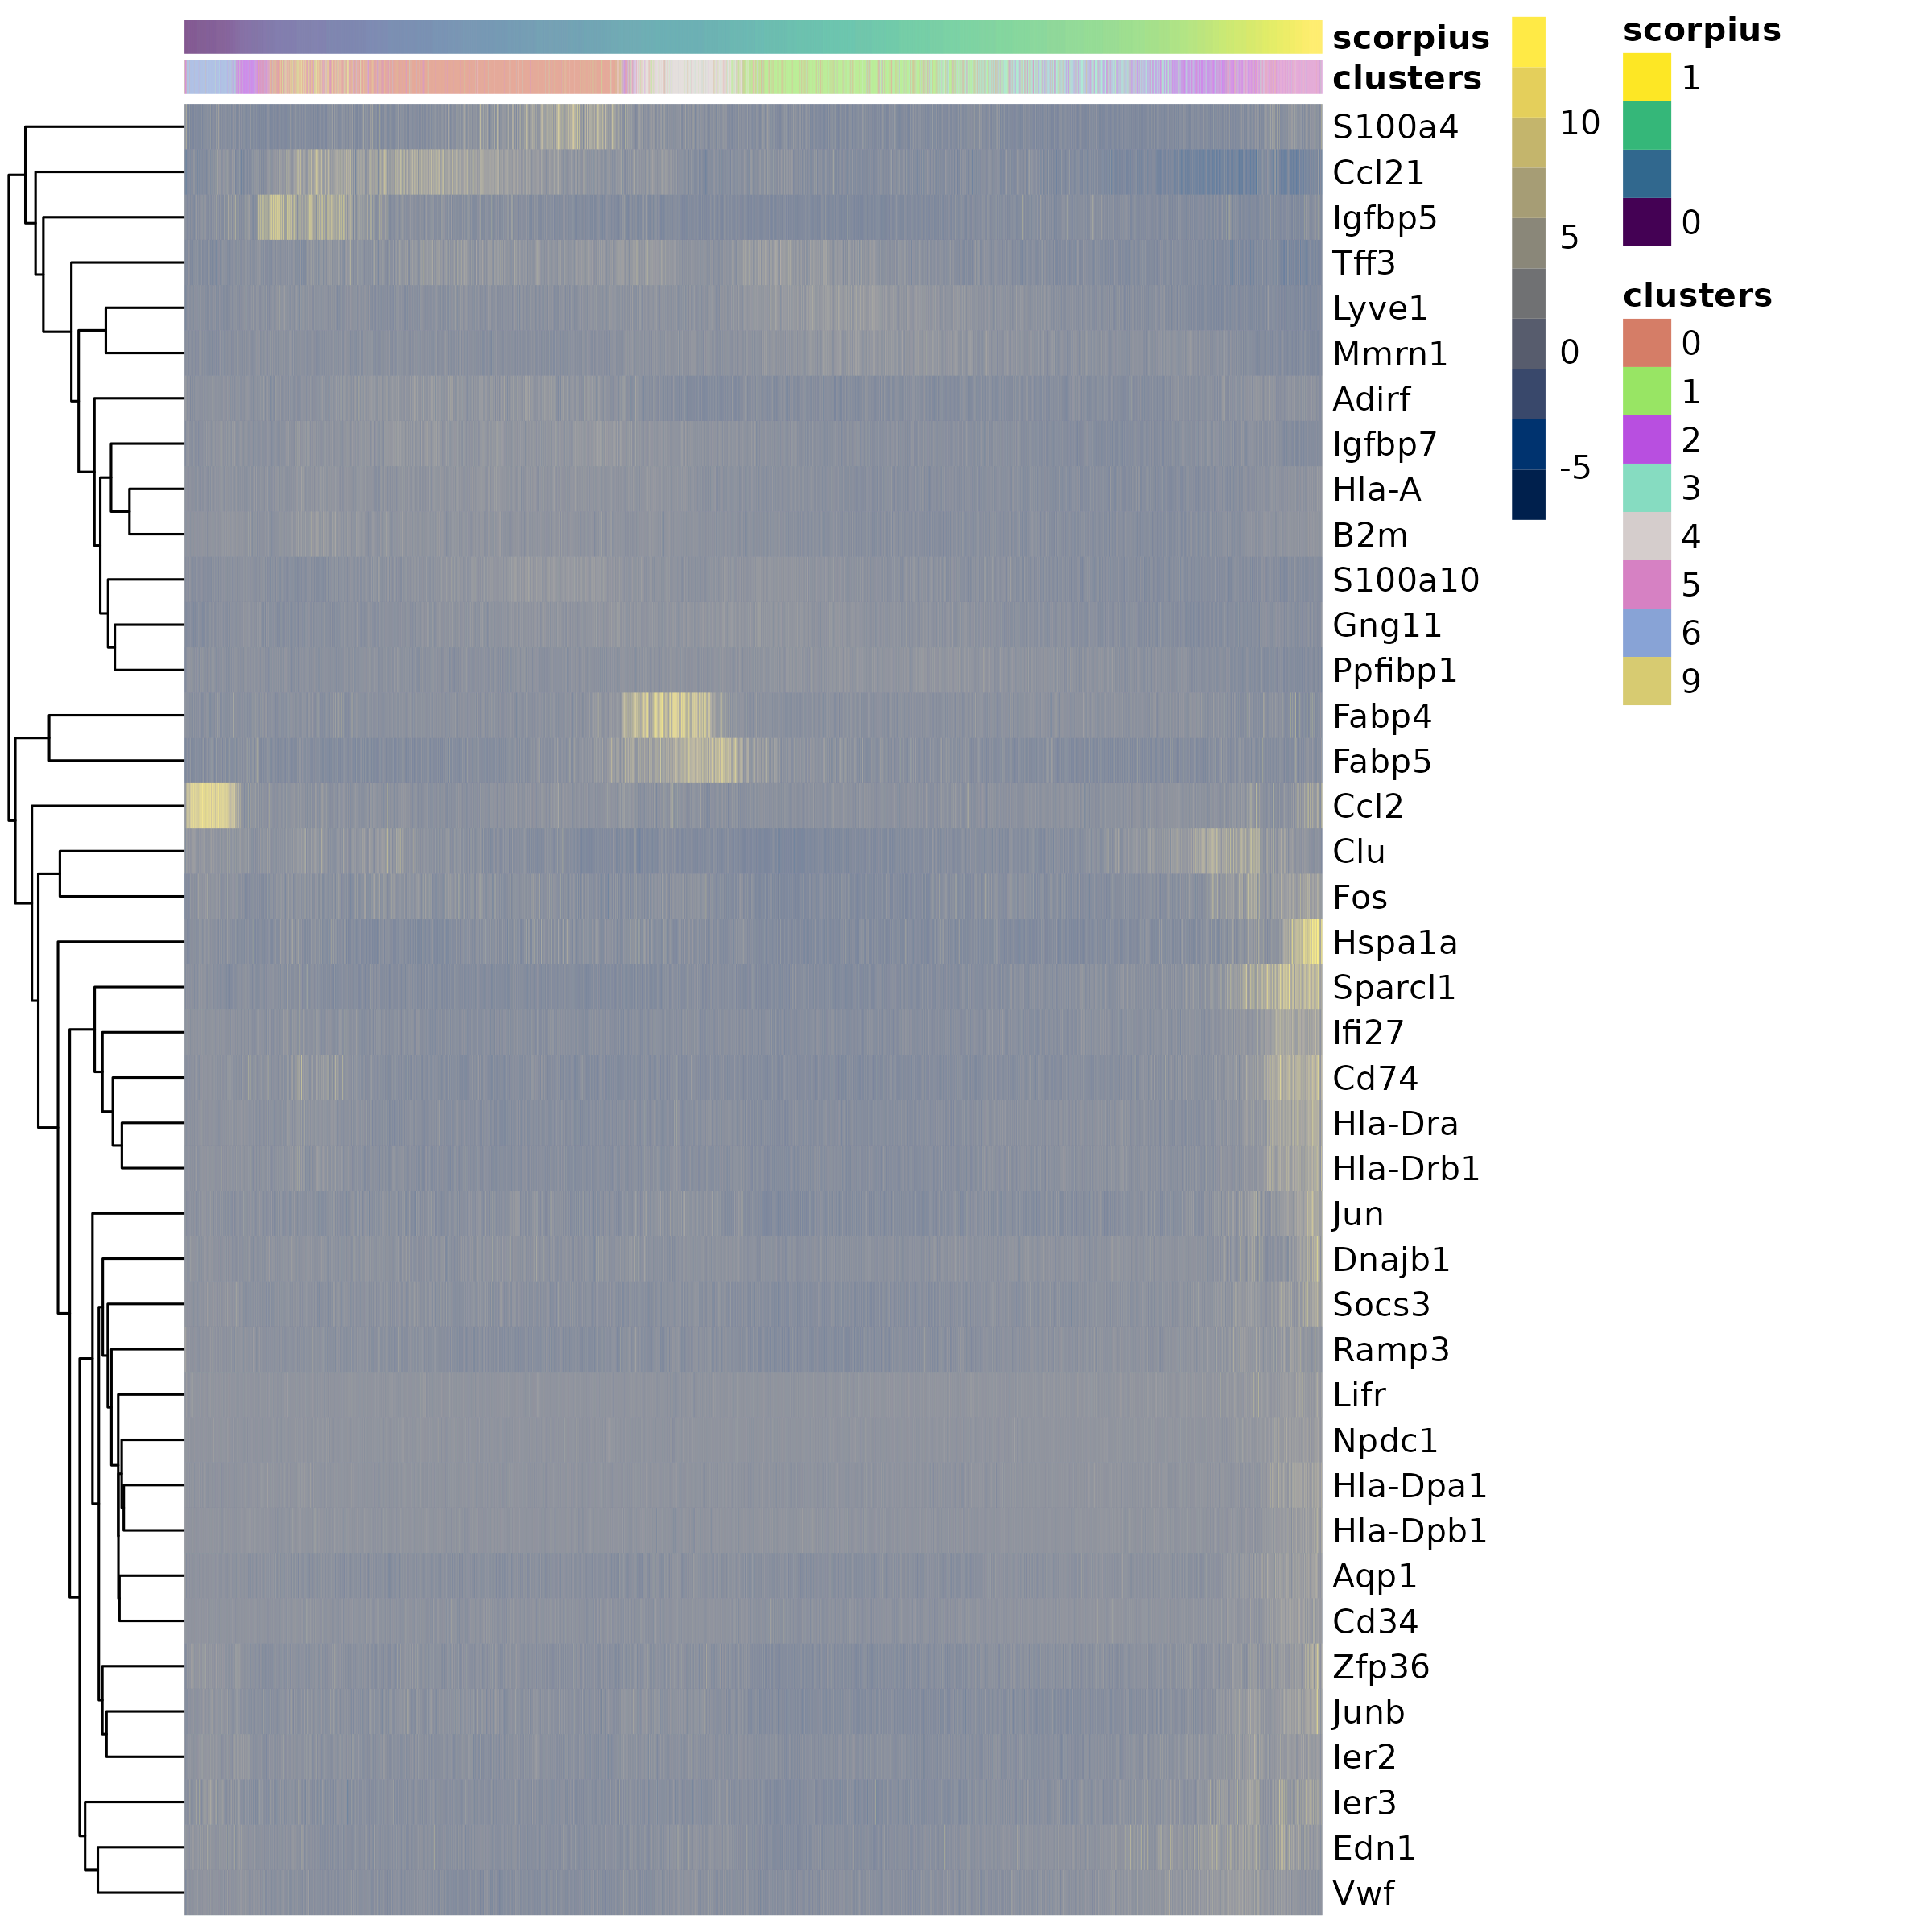 scorpius
clusters
S100a4
Ccl21
Igfbp5
Tff3
Lyve1
Mmrn1
Adirf
Igfbp7
Hla-A
B2m
S100a10
Gng11
Ppfibp1
Fabp4
Fabp5
Ccl2
Clu
Fos
Hspa1a
Sparcl1
Ifi27
Cd74
Hla-Dra
Hla-Drb1
Jun
Dnajb1
Socs3
Ramp3
Lifr
Npdc1
Hla-Dpa1
Hla-Dpb1
Aqp1
Cd34
Zfp36
Junb
Ier2
Ier3
Edn1
Vwf
10
5
0
-5
scorpius
1
0
clusters
0
1
2
3
4
5
6
9